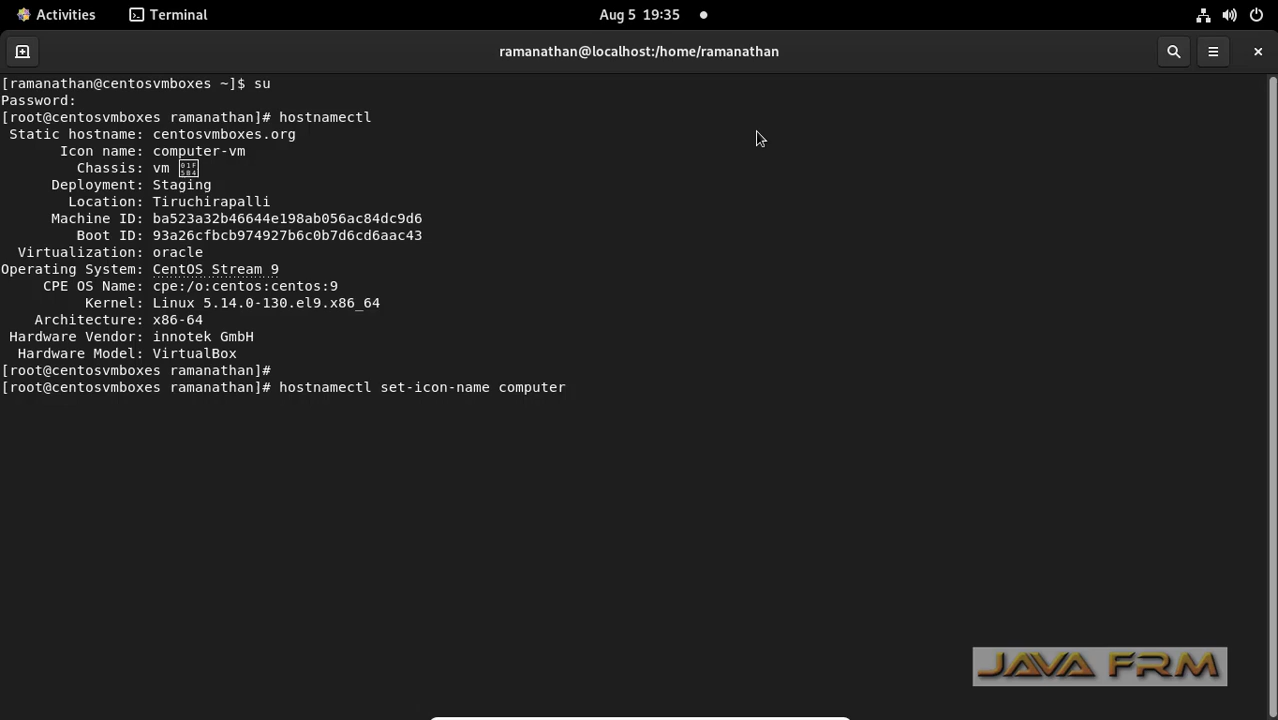 Activities
Terminal
Aug 5 19:35
ramanathan@localhost:/home/ramanathan
[ramanathan@centosvmboxes ~]$ su
Password:
[root@centosvmboxes ramanathan]# hostnamectl
Static hostname: centosvmboxes.org
Icon name: computer-vm
Chassis: vm
Deployment: Staging
Location: Tiruchirapalli
Machine ID: ba523a32b46644e198ab056ac84dc9d6
Boot ID: 93a26cfbcb974927b6c0b7d6cd6aac43
Virtualization: oracle
Operating System: CentOS Stream 9
CPE OS Name: cpe:/o:centos:centos:9
Kernel: Linux 5.14.0-130.el9.x86_64
Architecture: x86-64
Hardware Vendor: innotek GmbH
Hardware Model: VirtualBox
[root@centosvmboxes ramanathan]#
[root@centosvmboxes ramanathan]# hostnamectl set-icon-name computer
JAVA FRM